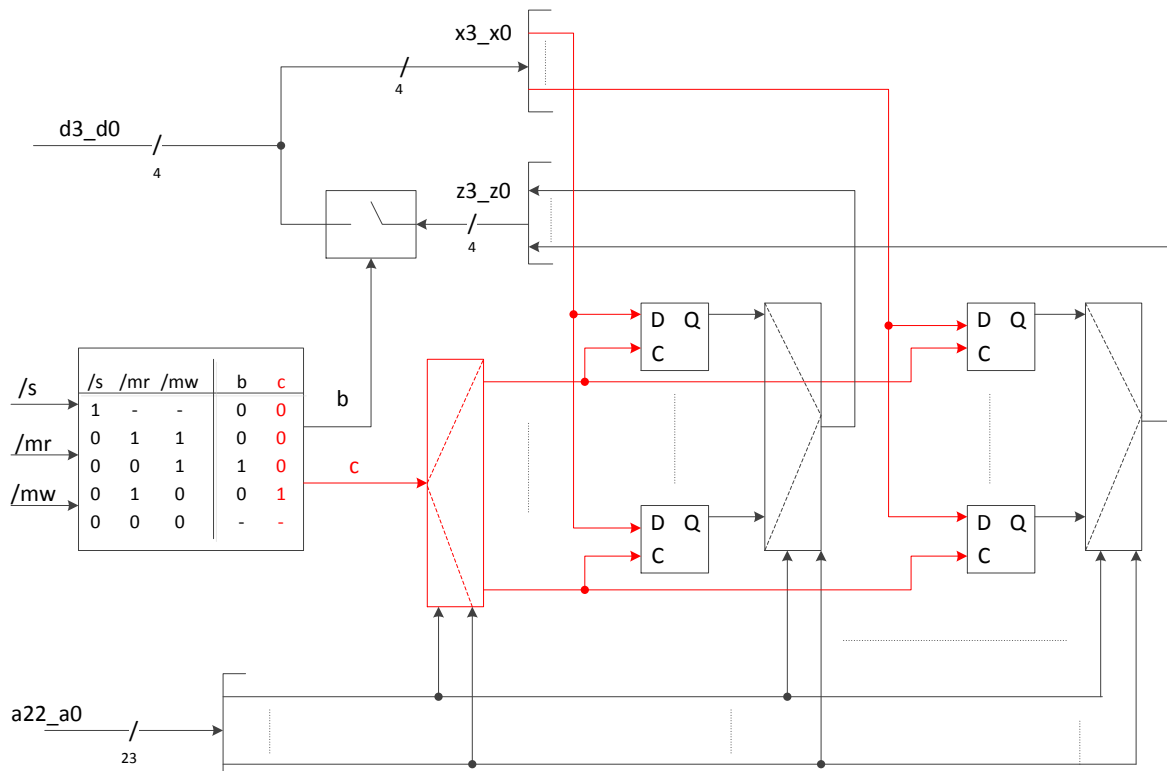 x3_x0
4
d3_d0
4
z3_z0
4
D Q
C
D Q
C
/s /mr /mw b c
1 - - 0 0
0 1 1 0 0
0 0 1 1 0
0 1 0 0 1
0 0 0 - -
/s
/mr
/mw
b
c
D Q
C
D Q
C
a22_a0
23